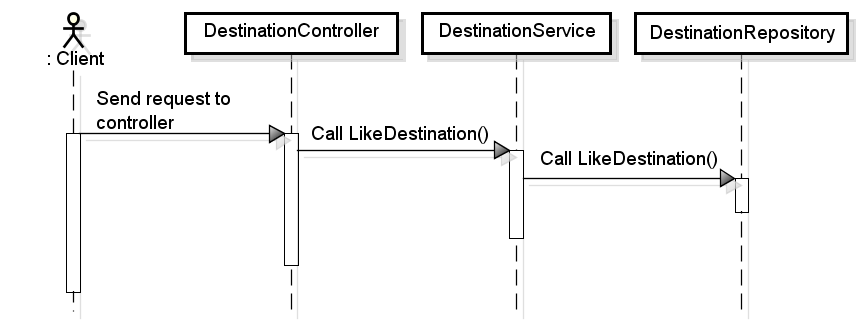 DestinationController
DestinationService
DestinationRepository
: Client
Send request to
controller
Call LikeDestination()
Call LikeDestination()